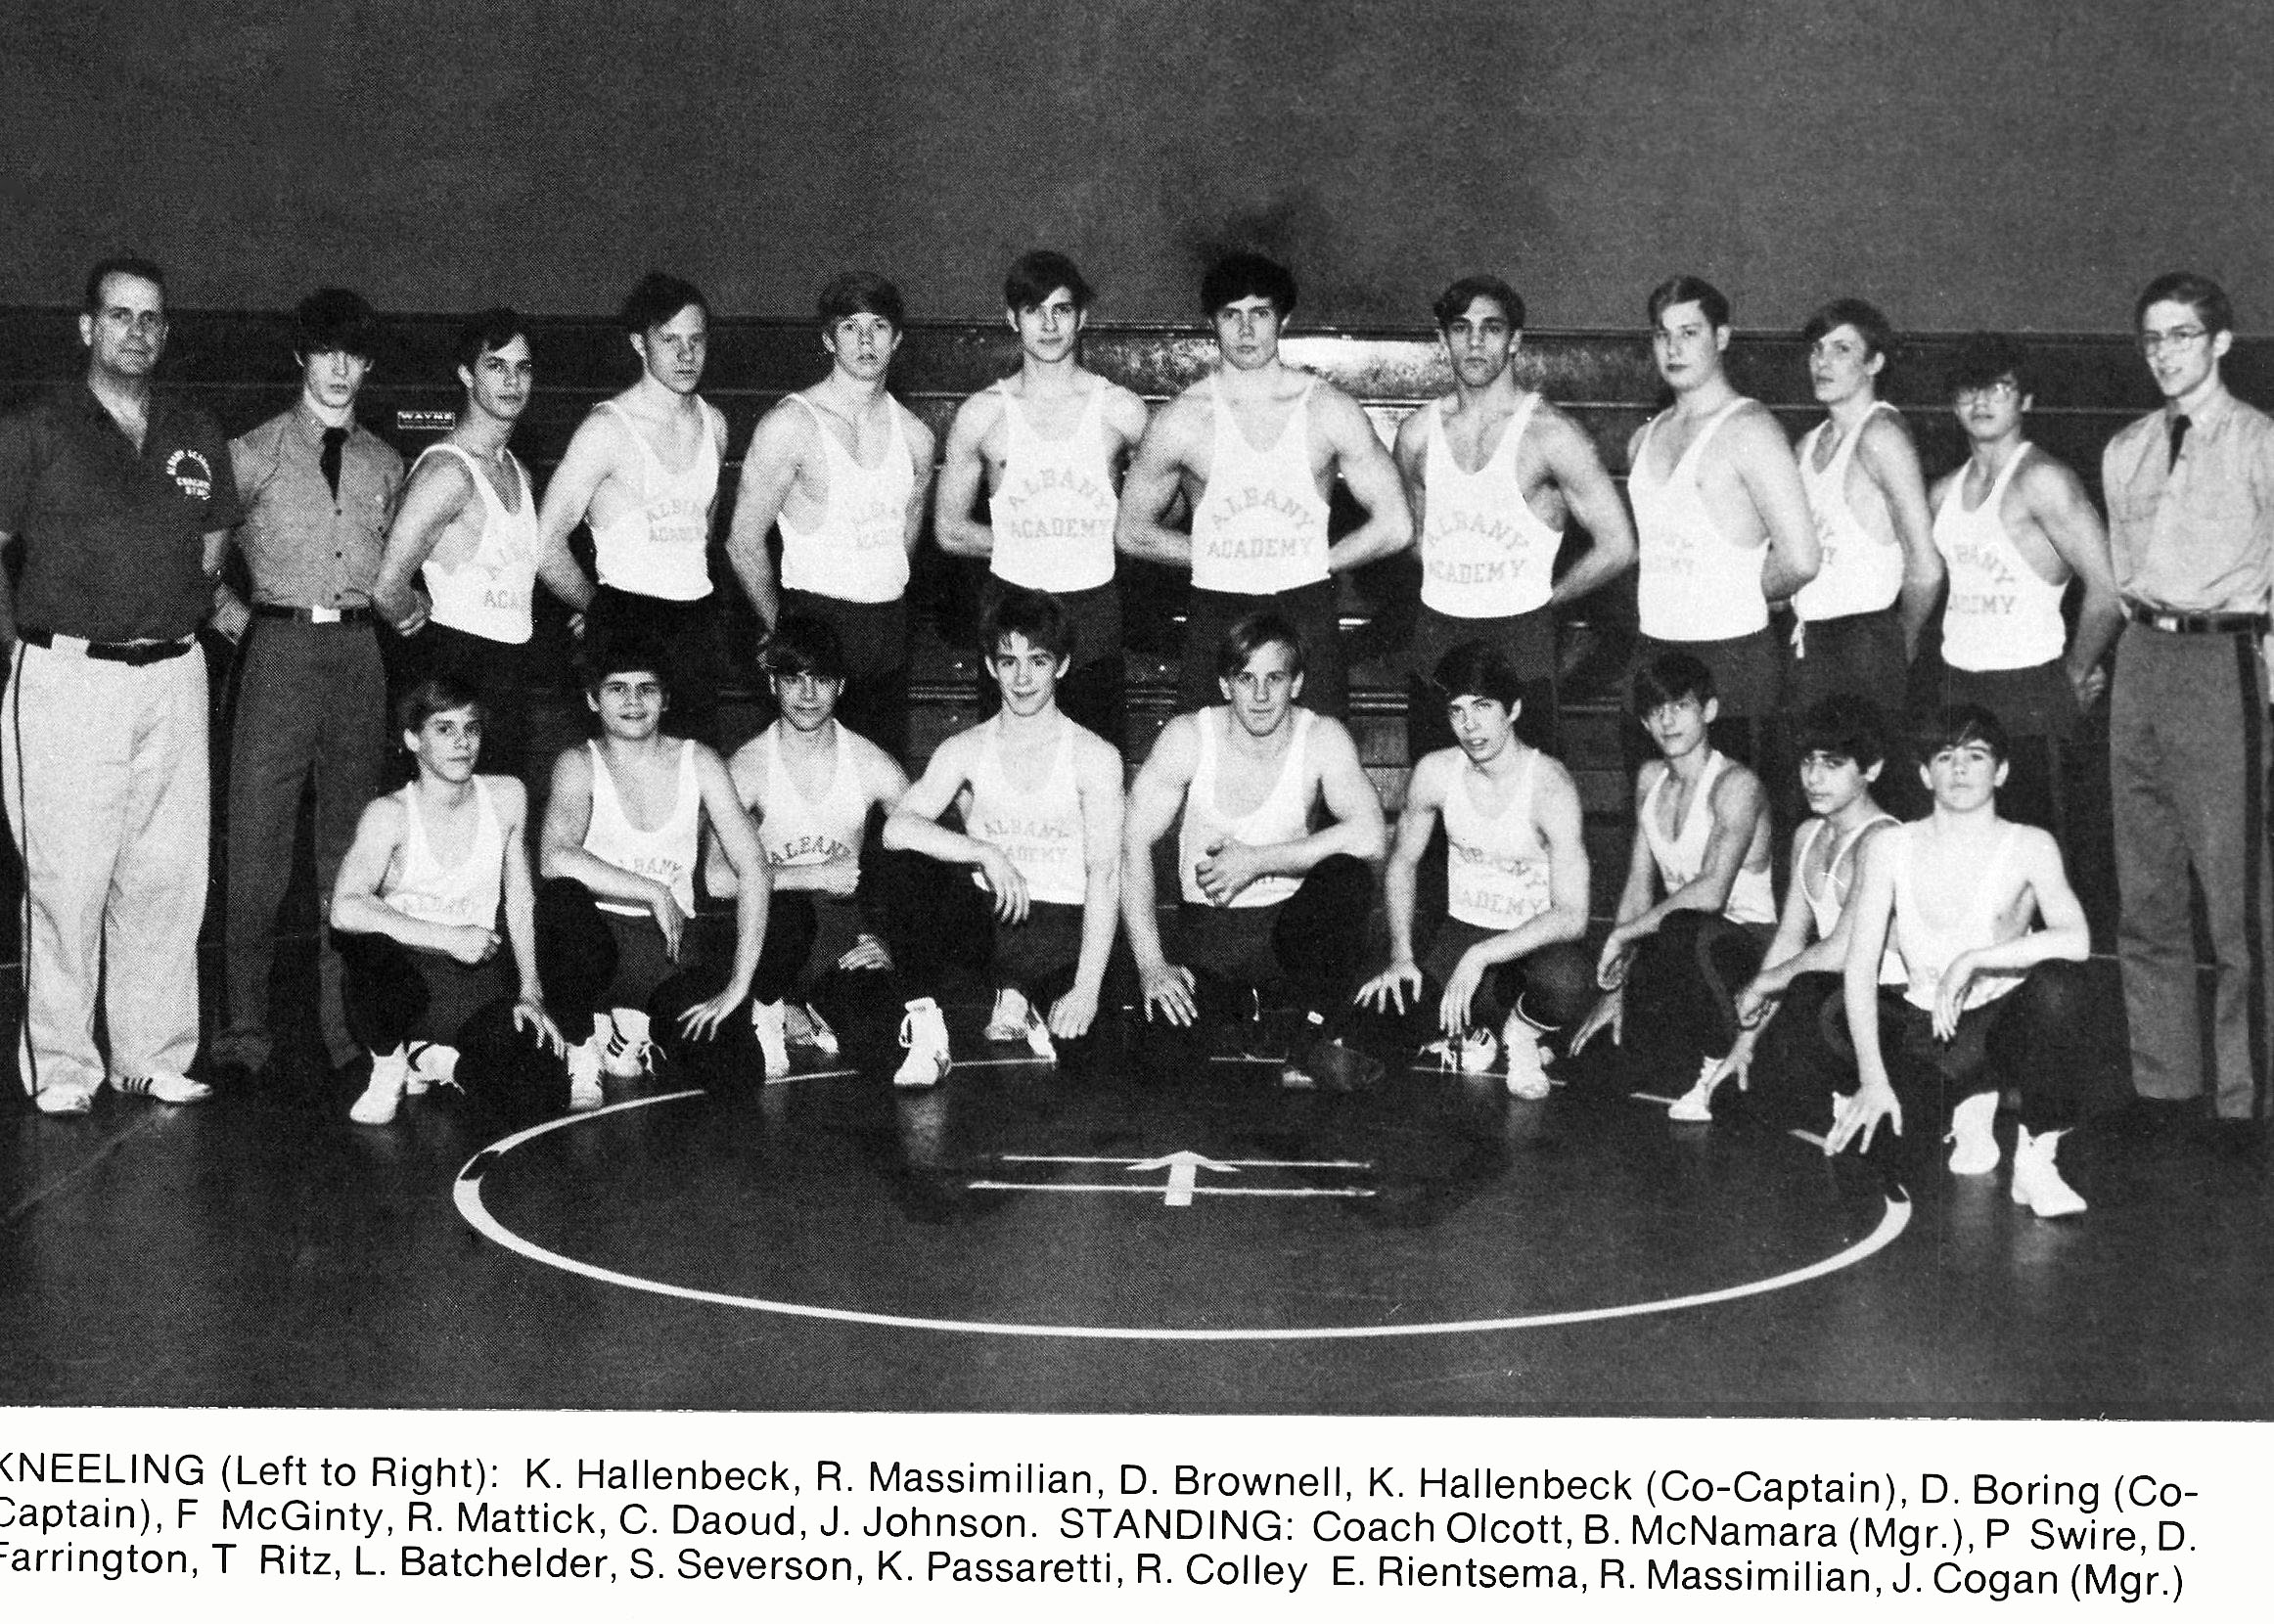 WAYNE
ALBANY
ACADEMY
ALBANY
ACADEMY
ALBANY
ACADEMY
ALBANY
ACADEMY
ALBANY
KNEELING (Left to Right): K. Hallenbeck, R. Massimilian, D. Brownell, K. Hallenbeck (Co-Captain), D. Boring (Co-
Captain), F McGinty, R. Mattick, C. Daoud, J. Johnson. STANDING: Coach Olcott, B. McNamara (Mgr.), P Swire, D.
Farrington, T Ritz, L. Batchelder, S. Severson, K. Passaretti, R. Colley E. Rientsema, R. Massimilian, J. Cogan (Mgr.)